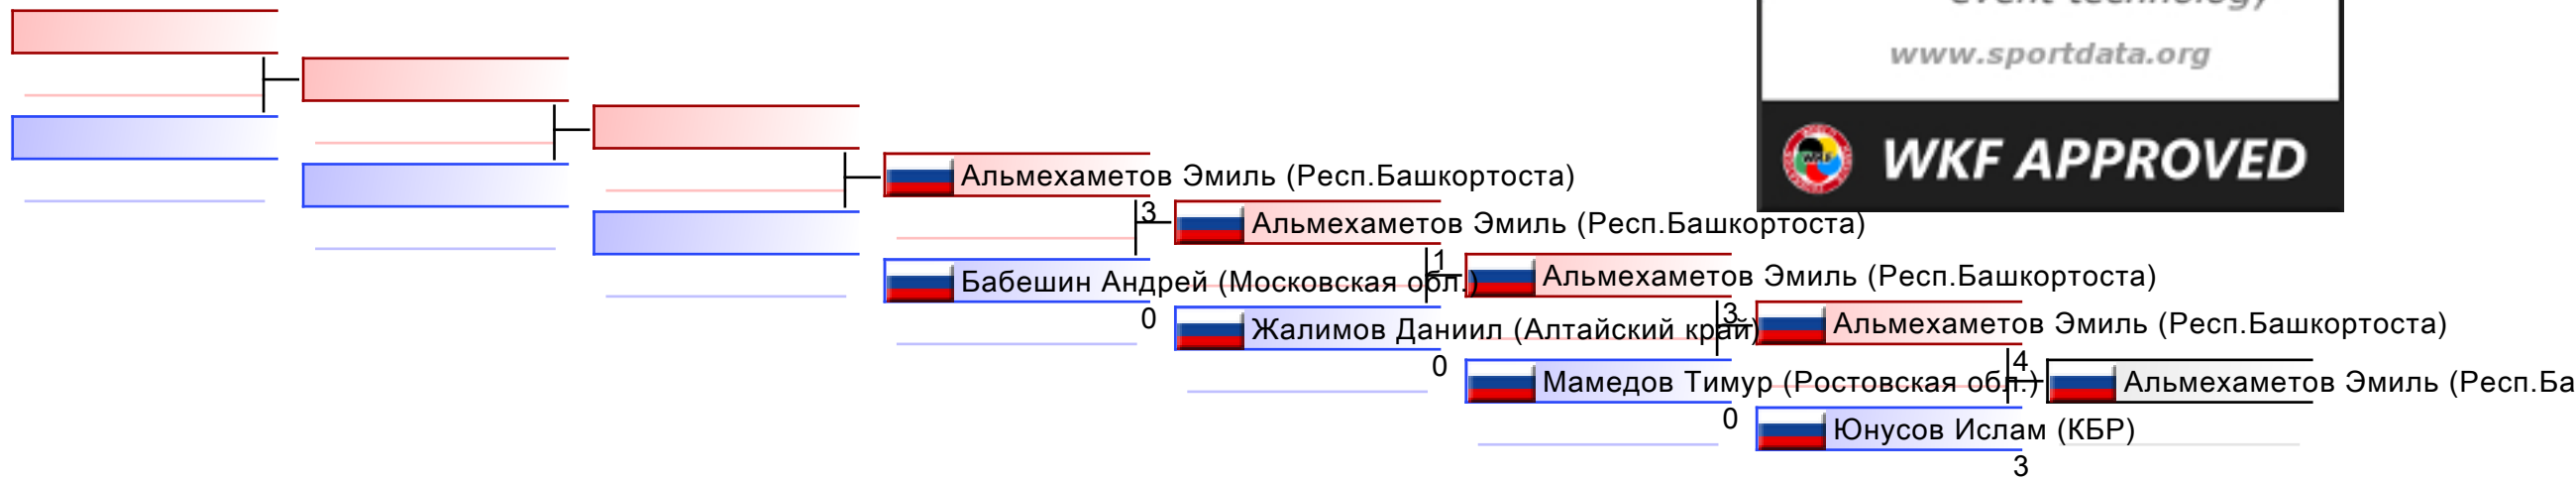 event technology
www.sportdata.org
WKF APPROVED
Альмехаметов Эмиль (Респ.Башкортоста)
3
Альмехаметов Эмиль (Респ.Башкортоста)
Бабешин Андрей (Московская обл.)
0
1
Альмехаметов Эмиль (Респ.Башкортоста)
Жалимов Даниил (Алтайский край)
0
3
Альмехаметов Эмиль (Респ.Башкортоста)
Мамедов Тимур (Ростовская обл.)
0
4
Альмехаметов Эмиль (Респ.Ба
Юнусов Ислам (КБР)
3